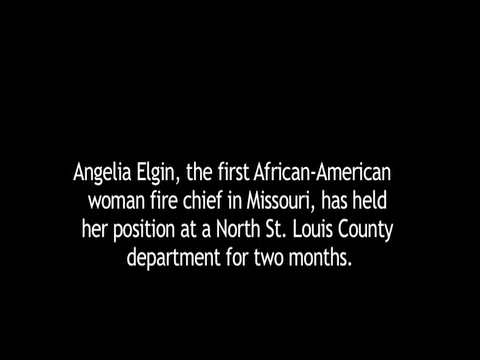 Angelia Elgin, the first African-American
woman fire chief in Missouri, has held
her position at a North St. Louis County
department for two months.